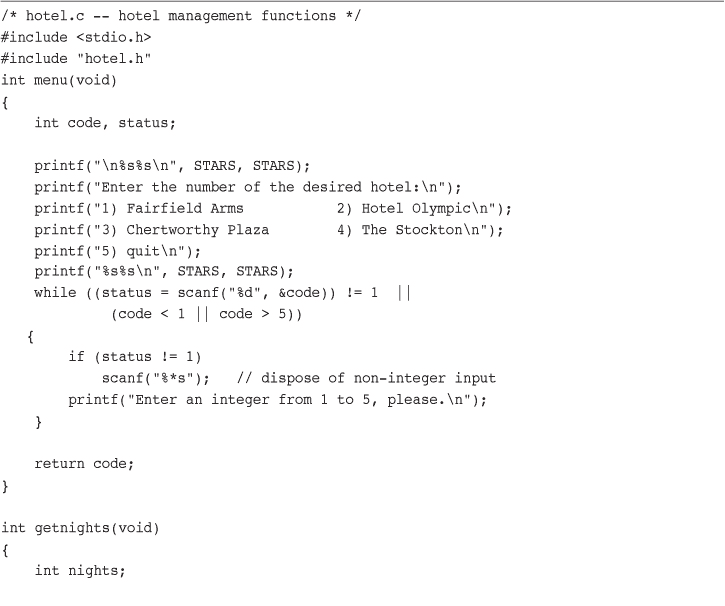 /* hotel.c -- hotel management functions */
#include <stdio.h>
#include "hotel.h"
int menu(void)
{
    int code, status;

    printf("\n%s%s\n", STARS, STARS);
    printf("Enter the number of the desired hotel:\n");
    printf("1) Fairfield Arms           2) Hotel Olympic\n");
    printf("3) Chertworthy Plaza        4) The Stockton\n");
    printf("5) quit\n");
    printf("%s%s\n", STARS, STARS);
    while ((status = scanf("%d", &code)) != 1  ||
             (code < 1 || code > 5))
   {
        if (status != 1)
            scanf("%*s");   // dispose of non-integer input
        printf("Enter an integer from 1 to 5, please.\n");
    }

    return code;
}

int getnights(void)
{
    int nights;